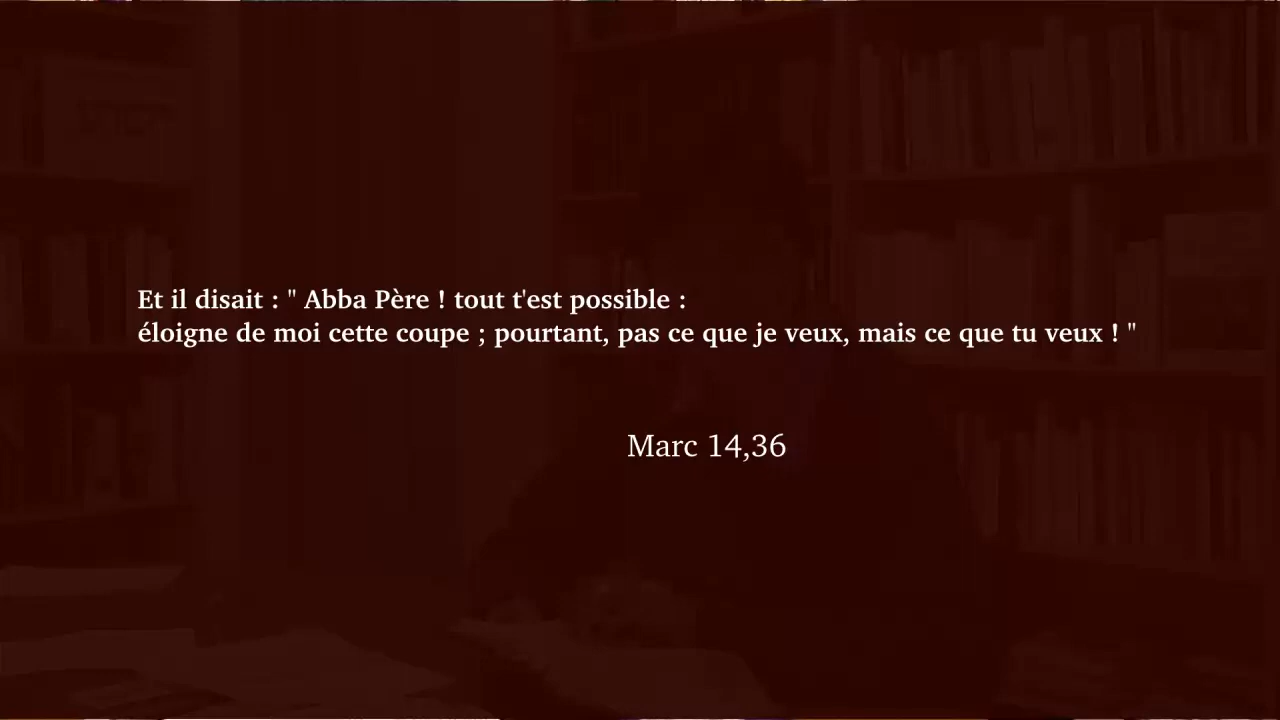 Et il disait : " Abba Père ! tout t'est possible :
éloigne de moi cette coupe ; pourtant, pas ce que je veux, mais ce que tu veux ! "
Marc 14,36